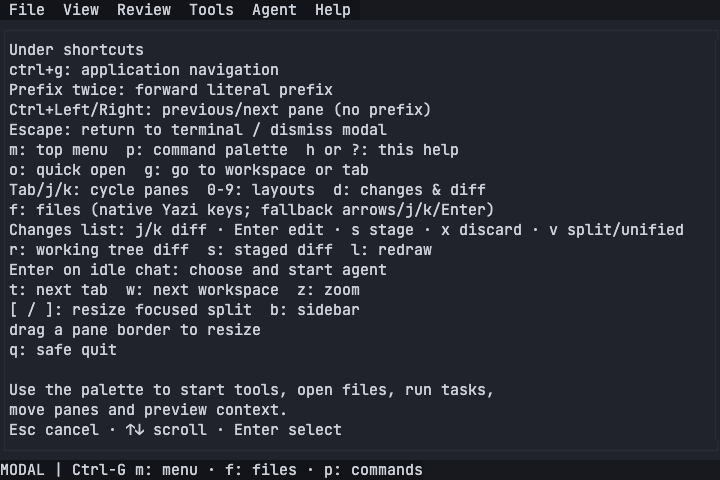 File  View  Review  Tools  Agent  Help
Under shortcuts
ctrl+g: application navigation
Prefix twice: forward literal prefix
Ctrl+Left/Right: previous/next pane (no prefix)
Escape: return to terminal / dismiss modal
m: top menu  p: command palette  h or ?: this help
o: quick open  g: go to workspace or tab
Tab/j/k: cycle panes  0-9: layouts  d: changes & diff
f: files (native Yazi keys; fallback arrows/j/k/Enter)
Changes list: j/k diff · Enter edit · s stage · x discard · v split/unified
r: working tree diff  s: staged diff  l: redraw
Enter on idle chat: choose and start agent
t: next tab  w: next workspace  z: zoom
[ / ]: resize focused split  b: sidebar
drag a pane border to resize
q: safe quit
Use the palette to start tools, open files, run tasks,
move panes and preview context.
Esc cancel · ↑↓ scroll · Enter select
MODAL | Ctrl-G m: menu · f: files · p: commands